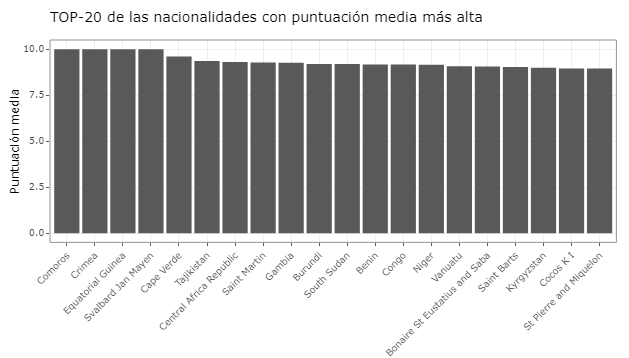 TOP-20 de las nacionalidades con puntuación media más alta
Puntuación media
10.0
7.5
5.0
2.5
0.0
Comoros
Crimea
Equatorial Guinea
Svalbard Jan Mayen
Cape Verde
Tajikistan
Central Africa Republic
Saint Martin
Gambia
Burundi
South Sudan
Benin
Congo
Niger
Vanuatu
Bonaire St Eustatius and Saba
Saint Barts
Kyrgyzstan
Cocos K I
St Pierre and Miquelon